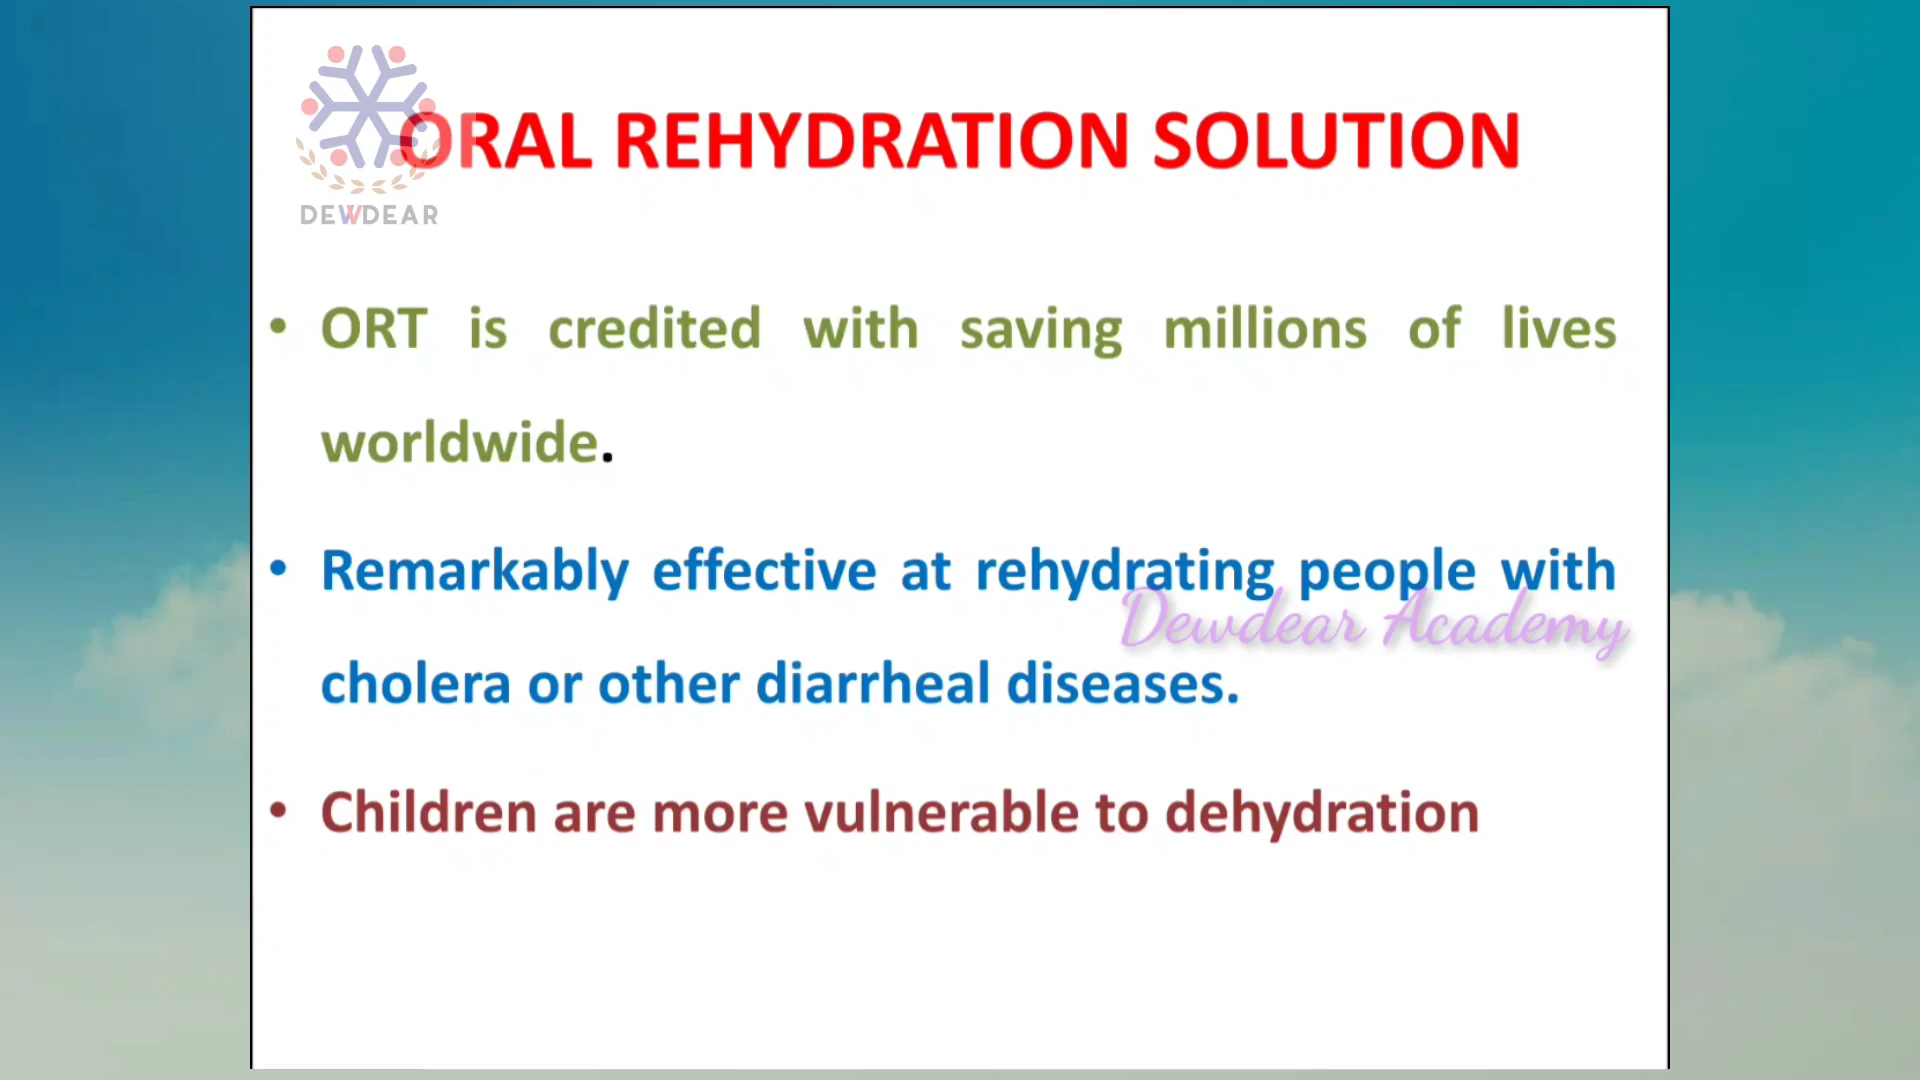 ORAL REHYDRATION SOLUTION
DEWDEAR
• ORT is credited with saving millions of lives
worldwide.
• Remarkably effective at rehydrating people with
Dewdear Academy
cholera or other diarrheal diseases.
• Children are more vulnerable to dehydration